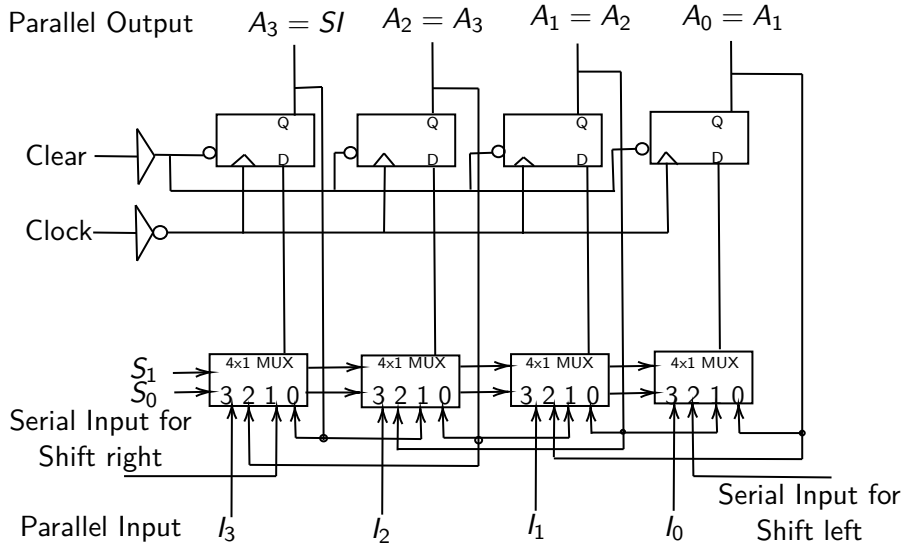 Parallel Output A₃ = SI A₂ = A₃ A₁ = A₂ A₀ = A₁
Q Q Q Q
Clear D D D D
Clock
4x1 MUX 4x1 MUX 4x1 MUX 4x1 MUX
S₁
S₀ 3 2 1 0 3 2 1 0 3 2 1 0 3 2 1 0
Serial Input for
Shift right
Serial Input for
Shift left
Parallel Input I₃ I₂ I₁ I₀